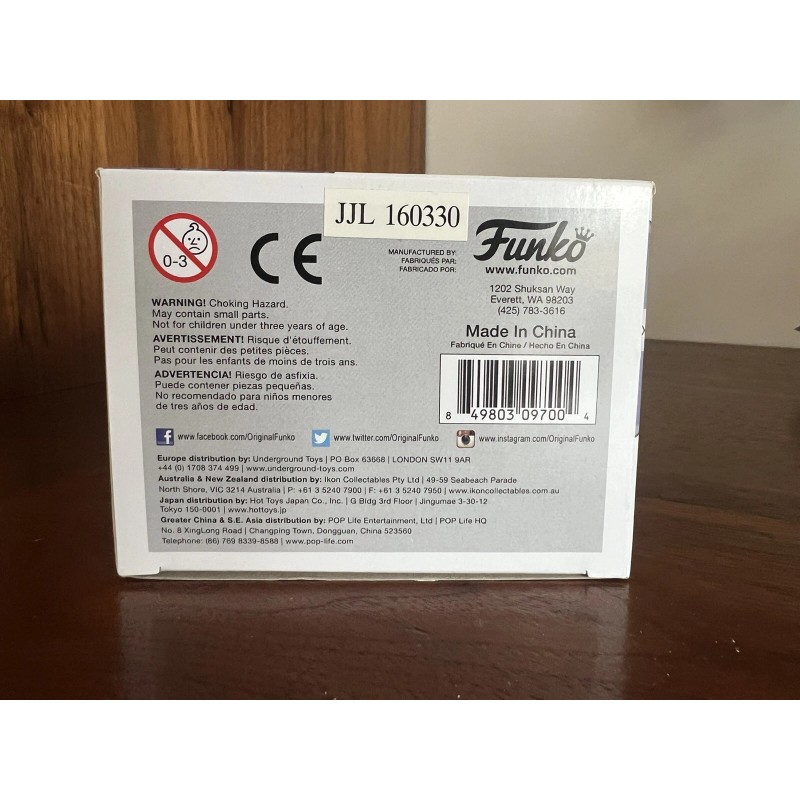 JJL 160330
0-3
CE
MANUFACTURED BY:
FABRIQUÉS PAR:
FABRICADO POR:
Funko
www.funko.com
1202 Shuksan Way
Everett, WA 98203
(425) 783-3616
Made In China
Fabriqué En Chine / Hecho En China
8 49803 09700 4
WARNING! Choking Hazard.
May contain small parts.
Not for children under three years of age.
AVERTISSEMENT! Risque d'étouffement.
Peut contenir des petites pièces.
Pas pour les enfants de moins de trois ans.
ADVERTENCIA! Riesgo de asfixia.
Puede contener piezas pequeñas.
No recomendado para niños menores
de tres años de edad.
www.facebook.com/OriginalFunko www.twitter.com/OriginalFunko www.instagram.com/OriginalFunko
Europe distribution by: Underground Toys | PO Box 63668 | LONDON SW11 9AR
+44 (0) 1708 374 499 | www.underground-toys.com
Australia & New Zealand distribution by: Ikon Collectables Pty Ltd | 49-59 Seabeach Parade
North Shore, VIC 3214 Australia | P: +61 3 5240 7900 | F: +61 3 5240 7950 | www.ikoncollectables.com.au
Japan distribution by: Hot Toys Japan Co., Inc. | G Bldg 3rd Floor | Jingumae 3-30-12
Tokyo 150-0001 | www.hottoys.jp
Greater China & S.E. Asia distribution by: POP Life Entertainment, Ltd | POP Life HQ
No. 8 XingLong Road | Changping Town, Dongguan, China 523560
Telephone: (86) 769 8339-8588 | www.pop-life.com